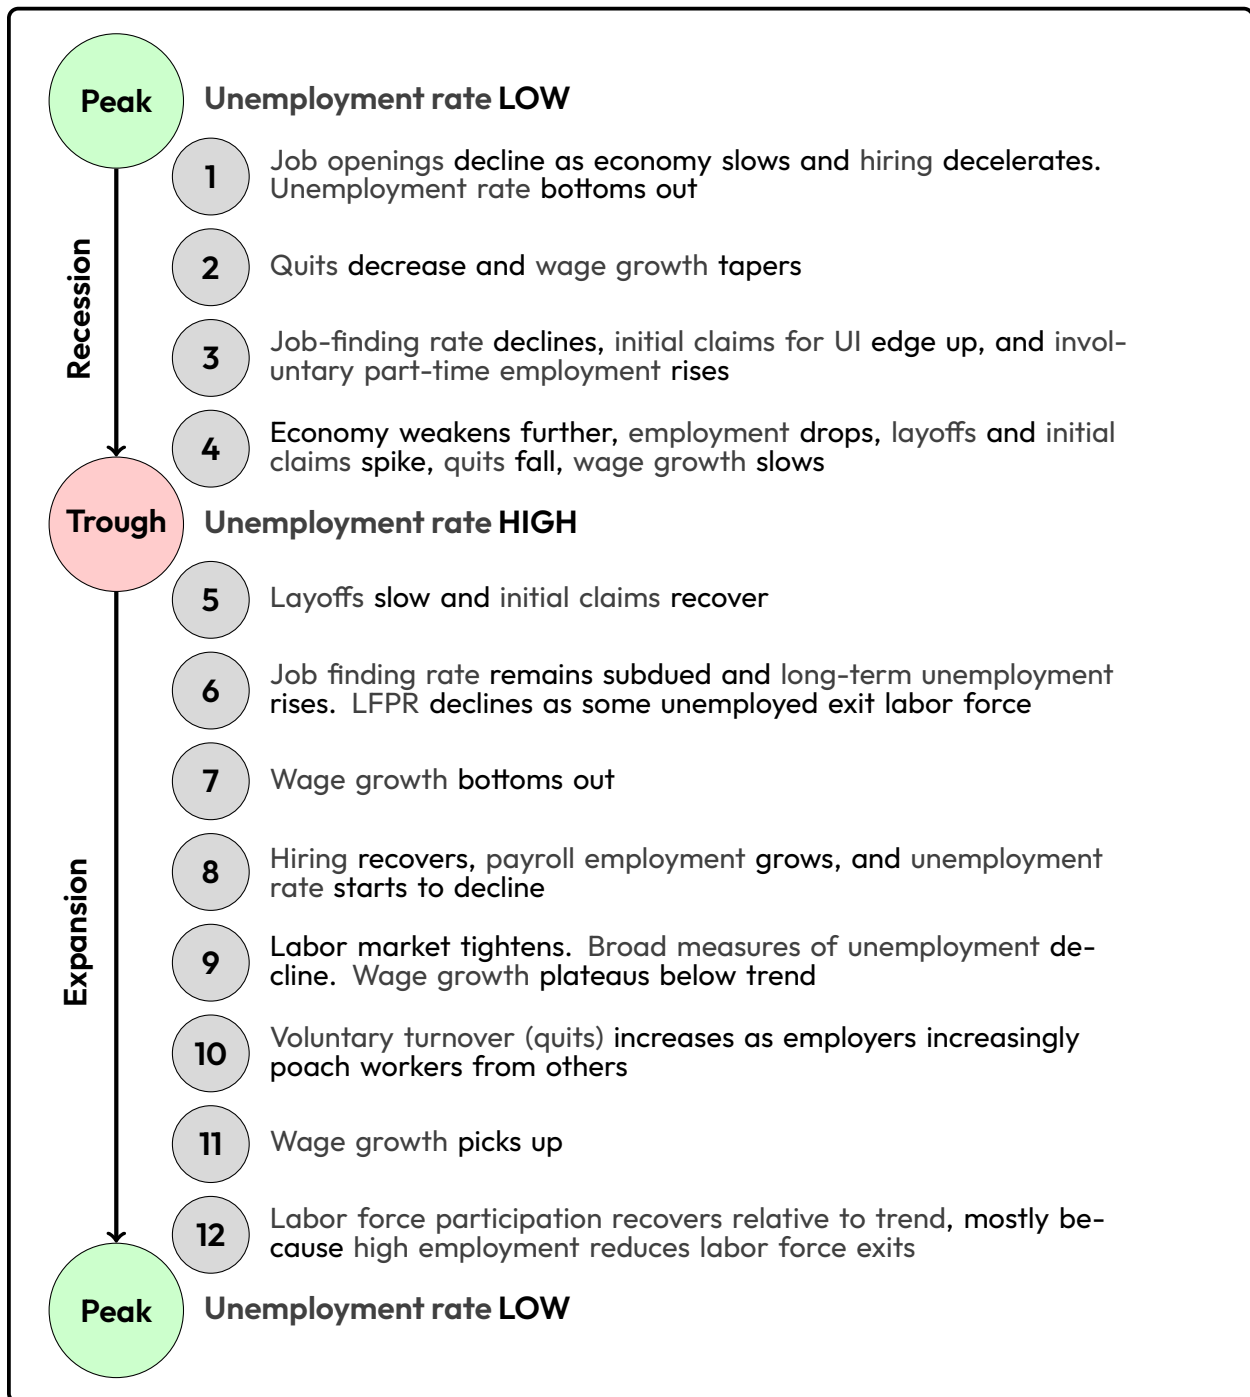 Peak
Unemployment rate LOW
1
Job openings decline as economy slows and hiring decelerates.
Unemployment rate bottoms out
Recession
2
Quits decrease and wage growth tapers
3
Job-finding rate declines, initial claims for UI edge up, and invol-
untary part-time employment rises
4
Economy weakens further, employment drops, layoffs and initial
claims spike, quits fall, wage growth slows
Trough
Unemployment rate HIGH
5
Layoffs slow and initial claims recover
6
Job finding rate remains subdued and long-term unemployment
rises. LFPR declines as some unemployed exit labor force
7
Wage growth bottoms out
8
Hiring recovers, payroll employment grows, and unemployment
rate starts to decline
Expansion
9
Labor market tightens. Broad measures of unemployment de-
cline. Wage growth plateaus below trend
10
Voluntary turnover (quits) increases as employers increasingly
poach workers from others
11
Wage growth picks up
12
Labor force participation recovers relative to trend, mostly be-
cause high employment reduces labor force exits
Peak
Unemployment rate LOW